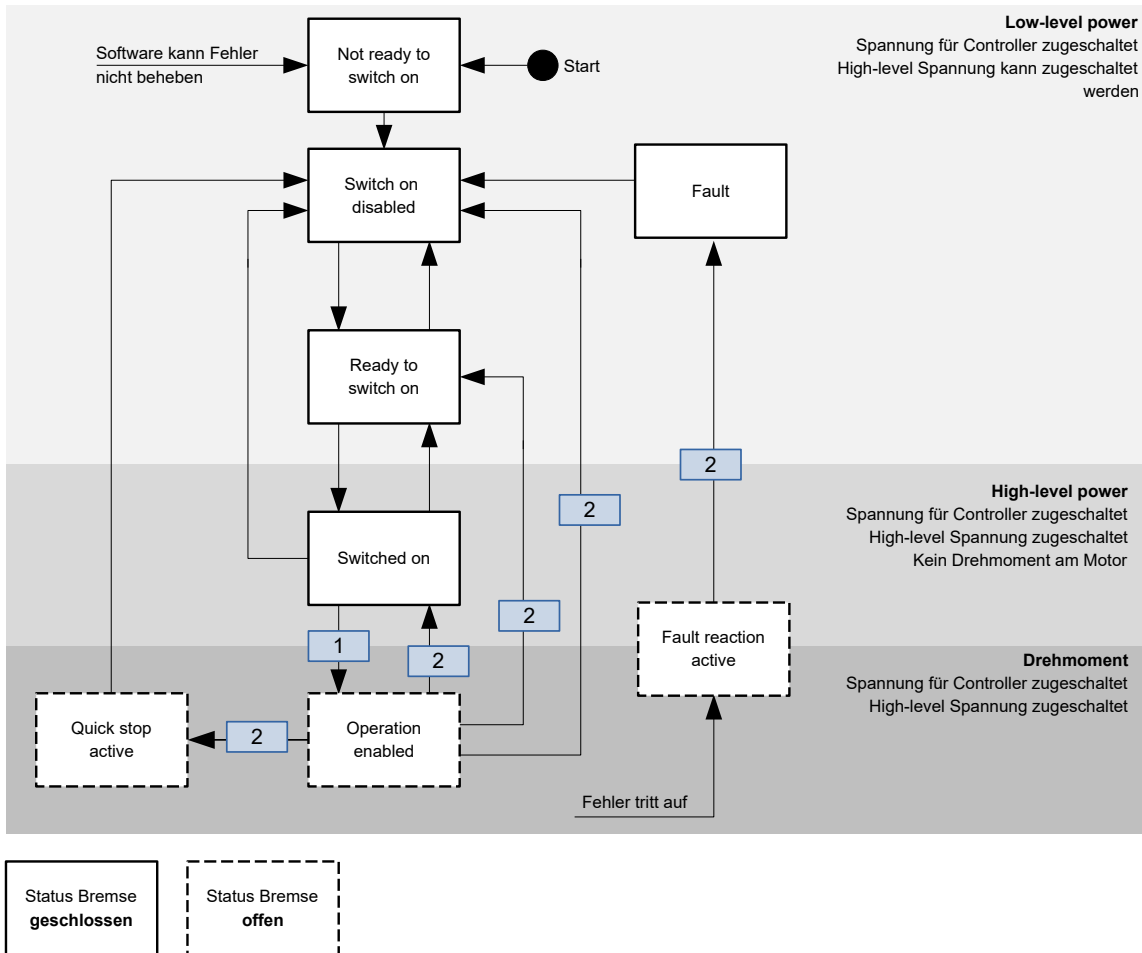 Low-level power
Spannung für Controller zugeschaltet
High-level Spannung kann zugeschaltet
werden
Software kann Fehler
nicht beheben
Not ready to
switch on
Start
Switch on
disabled
Fault
Ready to
switch on
2
High-level power
Spannung für Controller zugeschaltet
High-level Spannung zugeschaltet
Kein Drehmoment am Motor
2
Switched on
2
1
2
Fault reaction
active
Drehmoment
Spannung für Controller zugeschaltet
High-level Spannung zugeschaltet
Quick stop
active
2
Operation
enabled
Fehler tritt auf
Status Bremse
geschlossen
Status Bremse
offen